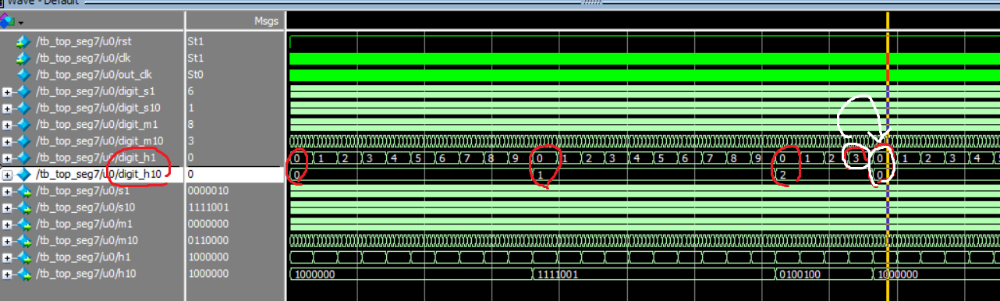 Wave - Default
Msgs
/tb_top_seg7/u0/rst St1
/tb_top_seg7/u0/clk St1
/tb_top_seg7/u0/out_clk St0
/tb_top_seg7/u0/digit_s1 6
/tb_top_seg7/u0/digit_s10 1
/tb_top_seg7/u0/digit_m1 8
/tb_top_seg7/u0/digit_m10 3
/tb_top_seg7/u0/digit_h1 0 0 1 2 3 4 5 6 7 8 9 0 1 2 3 4 5 6 7 8 9 0 1 2 3 0 1 2 3 4
/tb_top_seg7/u0/digit_h10 0 0 1 2 0
/tb_top_seg7/u0/s1 0000010
/tb_top_seg7/u0/s10 1111001
/tb_top_seg7/u0/m1 0000000
/tb_top_seg7/u0/m10 0110000
/tb_top_seg7/u0/h1 1000000
/tb_top_seg7/u0/h10 1000000 1000000 1111001 0100100 1000000